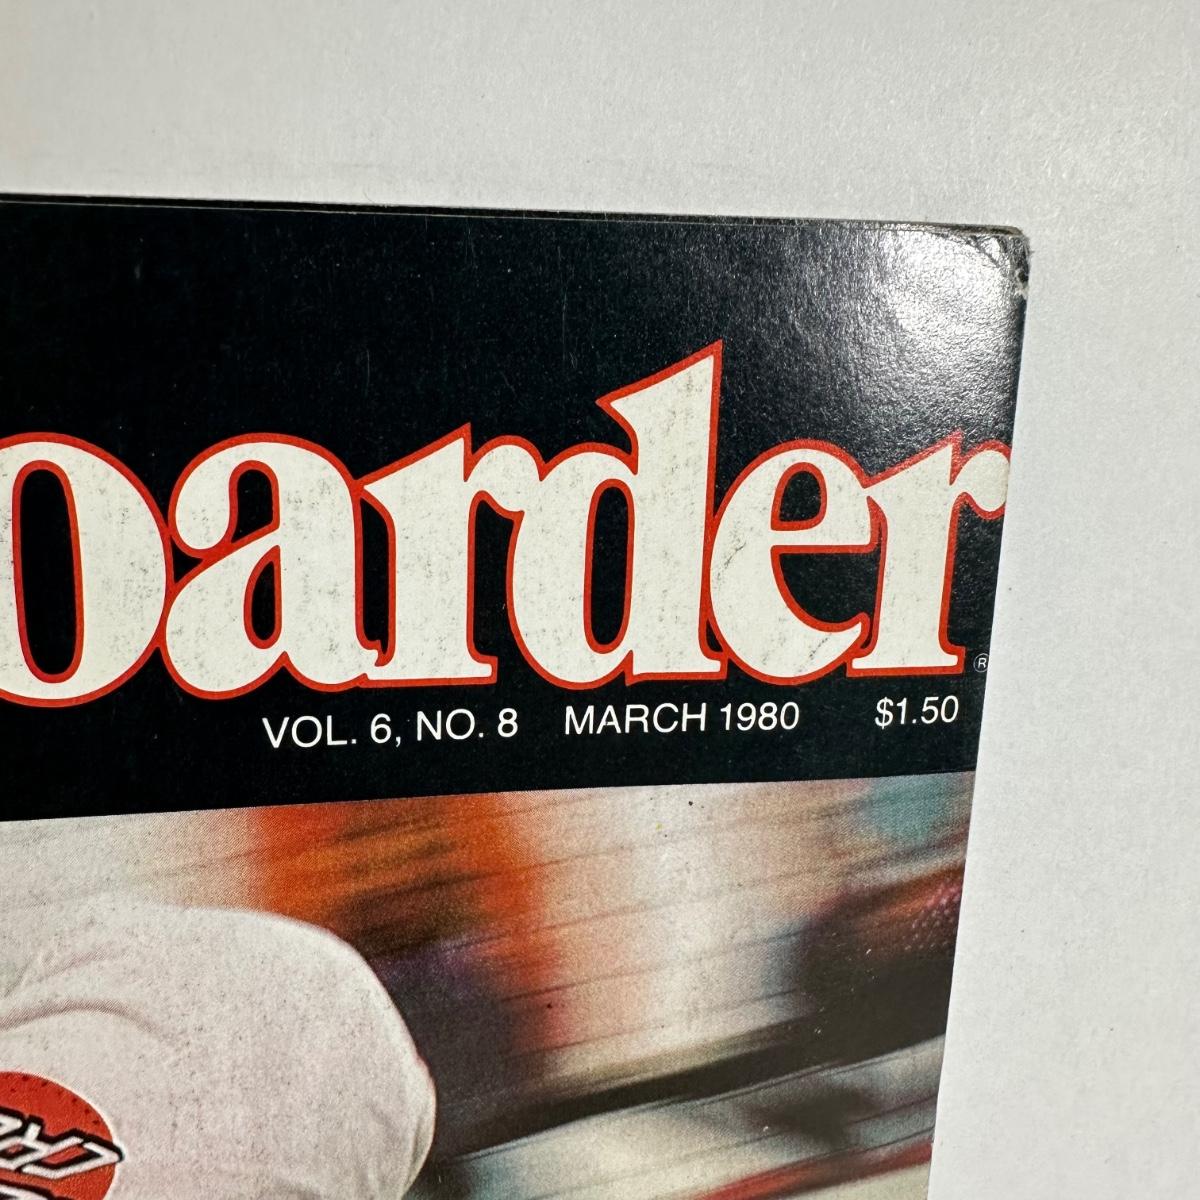 oarder
®
VOL. 6, NO. 8 MARCH 1980 $1.50